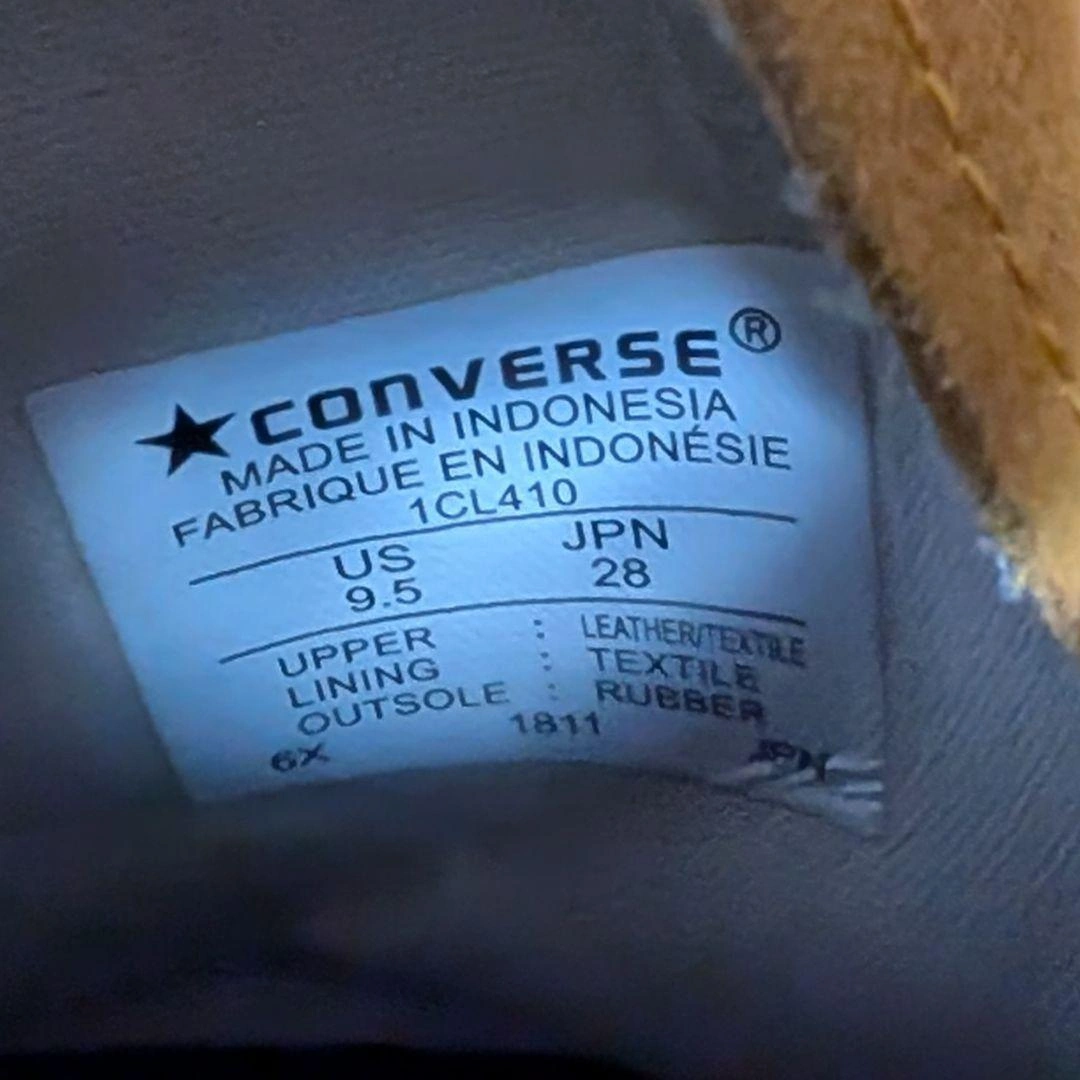 ★CONVERSE®
MADE IN INDONESIA
FABRIQUE EN INDONÉSIE
1CL410
US JPN
9.5 28
UPPER : LEATHER/TEXTILE
LINING : TEXTILE
OUTSOLE : RUBBER
1811
6X JPN